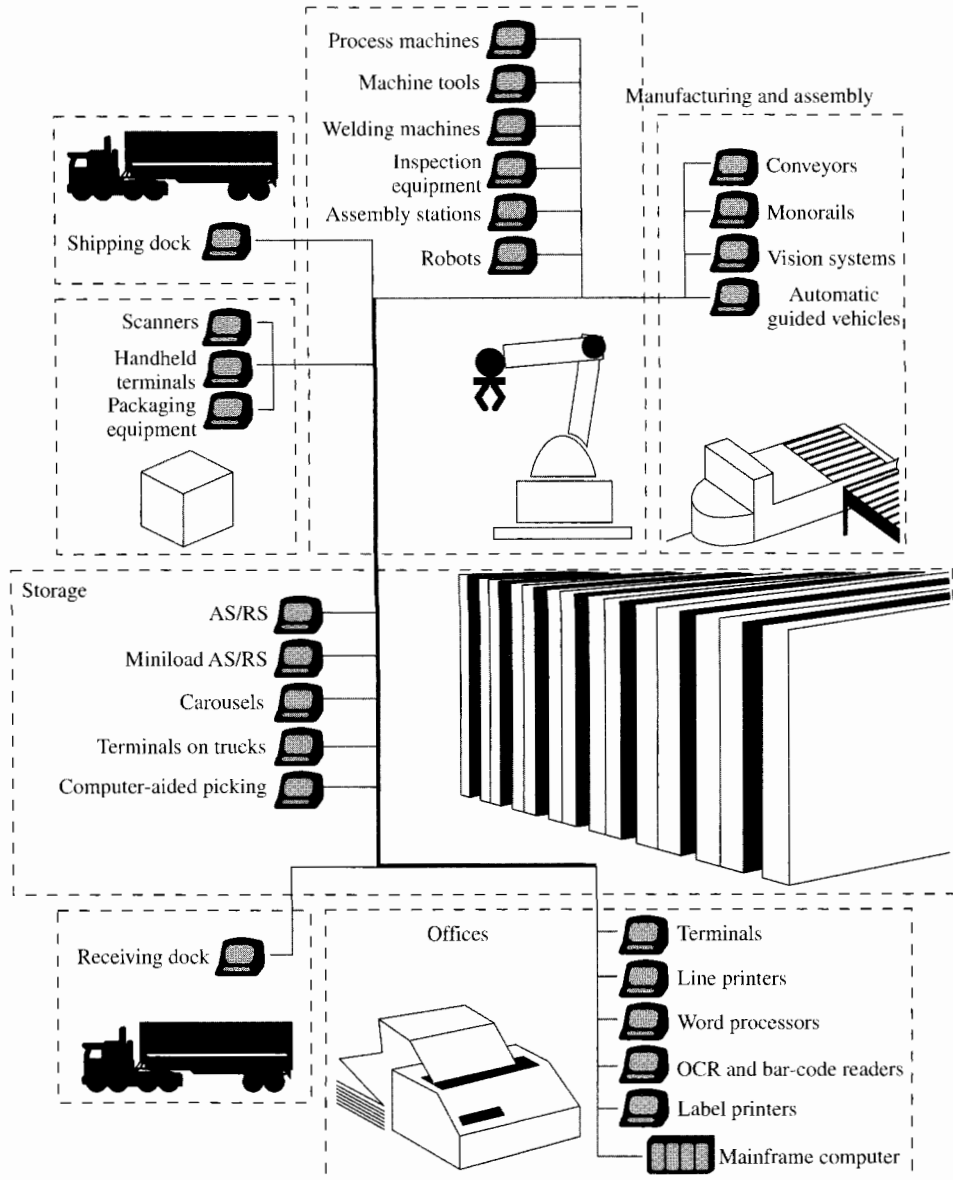 Process machines
Machine tools
Welding machines
Inspection
equipment
Assembly stations
Robots
Manufacturing and assembly
Conveyors
Monorails
Vision systems
Automatic
guided vehicles
Shipping dock
Scanners
Handheld
terminals
Packaging
equipment
Storage
AS/RS
Miniload AS/RS
Carousels
Terminals on trucks
Computer-aided picking
Receiving dock
Offices
Terminals
Line printers
Word processors
OCR and bar-code readers
Label printers
Mainframe computer